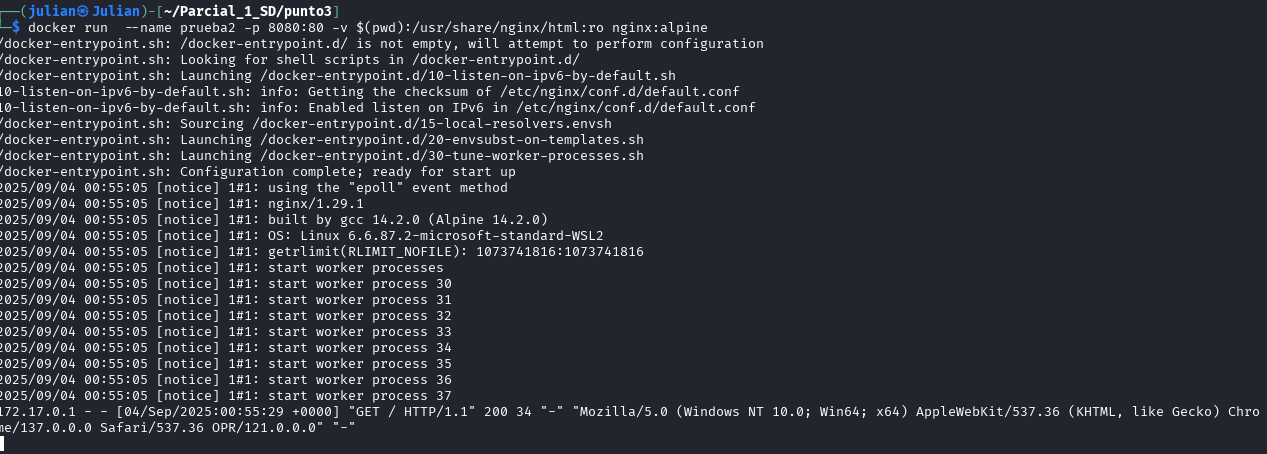 ┌──(julian㉿Julian)-[~/Parcial_1_SD/punto3]
└─$ docker run  --name prueba2 -p 8080:80 -v $(pwd):/usr/share/nginx/html:ro nginx:alpine
/docker-entrypoint.sh: /docker-entrypoint.d/ is not empty, will attempt to perform configuration
/docker-entrypoint.sh: Looking for shell scripts in /docker-entrypoint.d/
/docker-entrypoint.sh: Launching /docker-entrypoint.d/10-listen-on-ipv6-by-default.sh
10-listen-on-ipv6-by-default.sh: info: Getting the checksum of /etc/nginx/conf.d/default.conf
10-listen-on-ipv6-by-default.sh: info: Enabled listen on IPv6 in /etc/nginx/conf.d/default.conf
/docker-entrypoint.sh: Sourcing /docker-entrypoint.d/15-local-resolvers.envsh
/docker-entrypoint.sh: Launching /docker-entrypoint.d/20-envsubst-on-templates.sh
/docker-entrypoint.sh: Launching /docker-entrypoint.d/30-tune-worker-processes.sh
/docker-entrypoint.sh: Configuration complete; ready for start up
2025/09/04 00:55:05 [notice] 1#1: using the "epoll" event method
2025/09/04 00:55:05 [notice] 1#1: nginx/1.29.1
2025/09/04 00:55:05 [notice] 1#1: built by gcc 14.2.0 (Alpine 14.2.0)
2025/09/04 00:55:05 [notice] 1#1: OS: Linux 6.6.87.2-microsoft-standard-WSL2
2025/09/04 00:55:05 [notice] 1#1: getrlimit(RLIMIT_NOFILE): 1073741816:1073741816
2025/09/04 00:55:05 [notice] 1#1: start worker processes
2025/09/04 00:55:05 [notice] 1#1: start worker process 30
2025/09/04 00:55:05 [notice] 1#1: start worker process 31
2025/09/04 00:55:05 [notice] 1#1: start worker process 32
2025/09/04 00:55:05 [notice] 1#1: start worker process 33
2025/09/04 00:55:05 [notice] 1#1: start worker process 34
2025/09/04 00:55:05 [notice] 1#1: start worker process 35
2025/09/04 00:55:05 [notice] 1#1: start worker process 36
2025/09/04 00:55:05 [notice] 1#1: start worker process 37
172.17.0.1 - - [04/Sep/2025:00:55:29 +0000] "GET / HTTP/1.1" 200 34 "-" "Mozilla/5.0 (Windows NT 10.0; Win64; x64) AppleWebKit/537.36 (KHTML, like Gecko) Chro
me/137.0.0.0 Safari/537.36 OPR/121.0.0.0" "-"